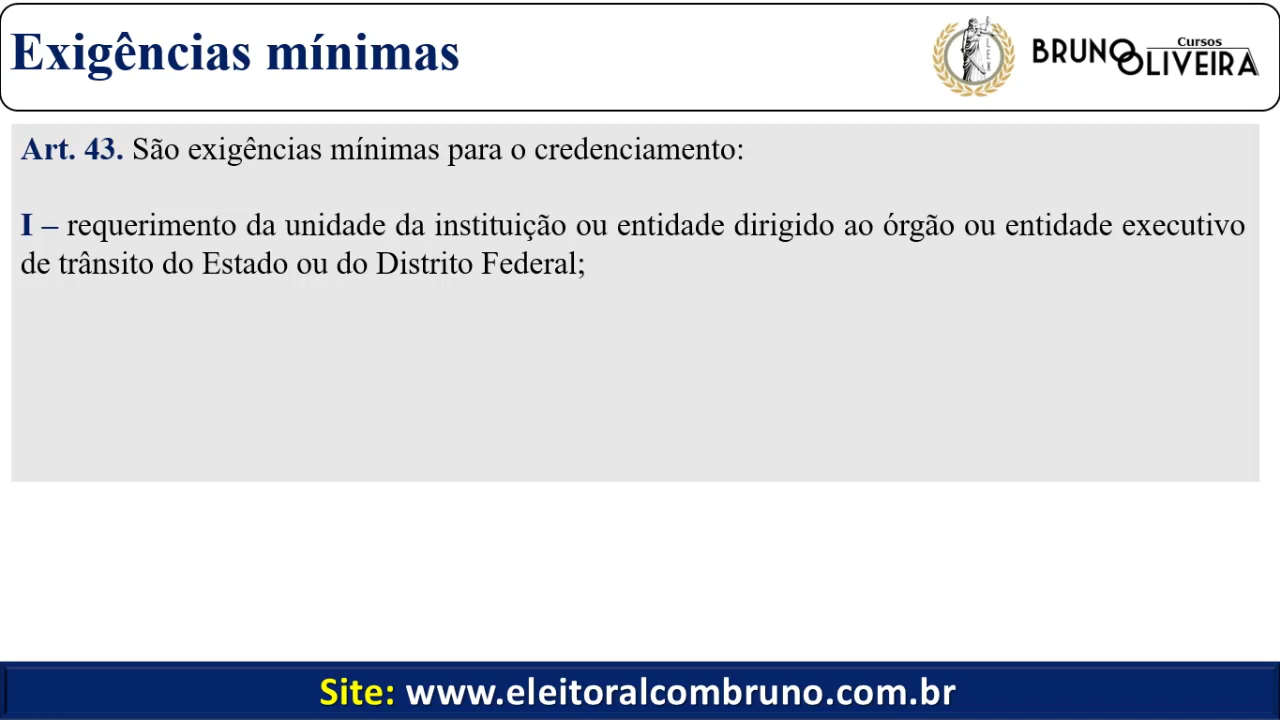 Exigências mínimas
LEX
Cursos
BRUNO
OLIVEIRA
Art. 43. São exigências mínimas para o credenciamento:
I – requerimento da unidade da instituição ou entidade dirigido ao órgão ou entidade executivo
de trânsito do Estado ou do Distrito Federal;
Site: www.eleitoralcombruno.com.br